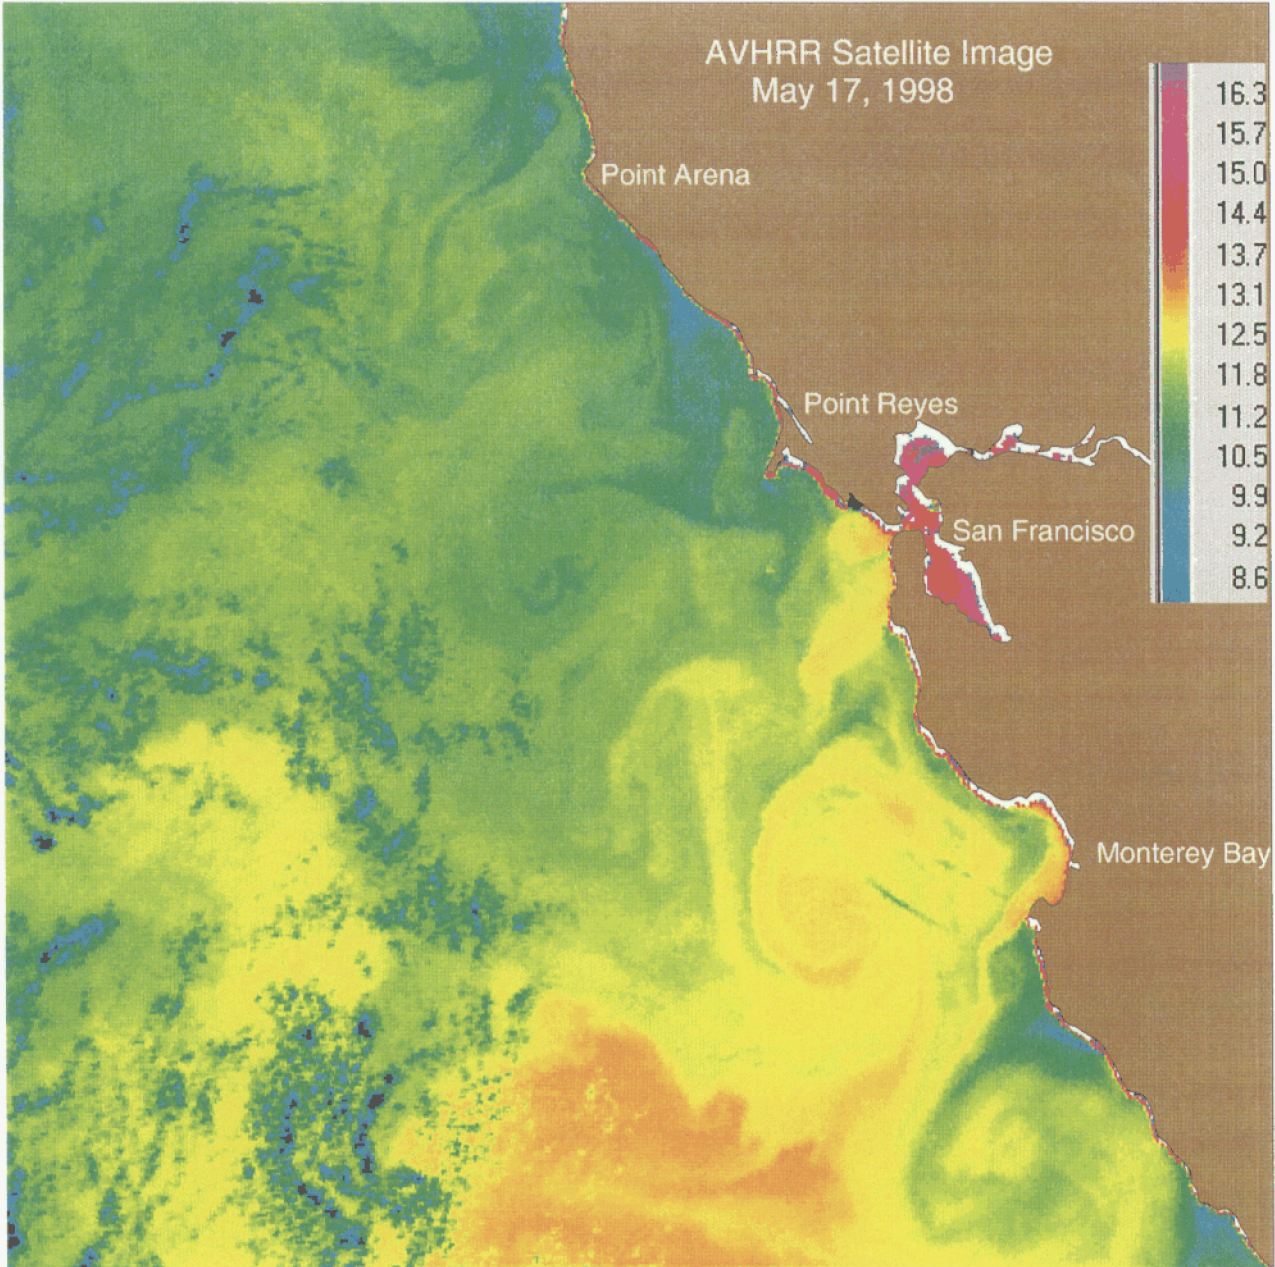 AVHRR Satellite Image
May 17, 1998
16.3
15.7
15.0
14.4
13.7
13.1
12.5
11.8
11.2
10.5
9.9
9.2
8.6
Point Arena
Point Reyes
San Francisco
Monterey Bay